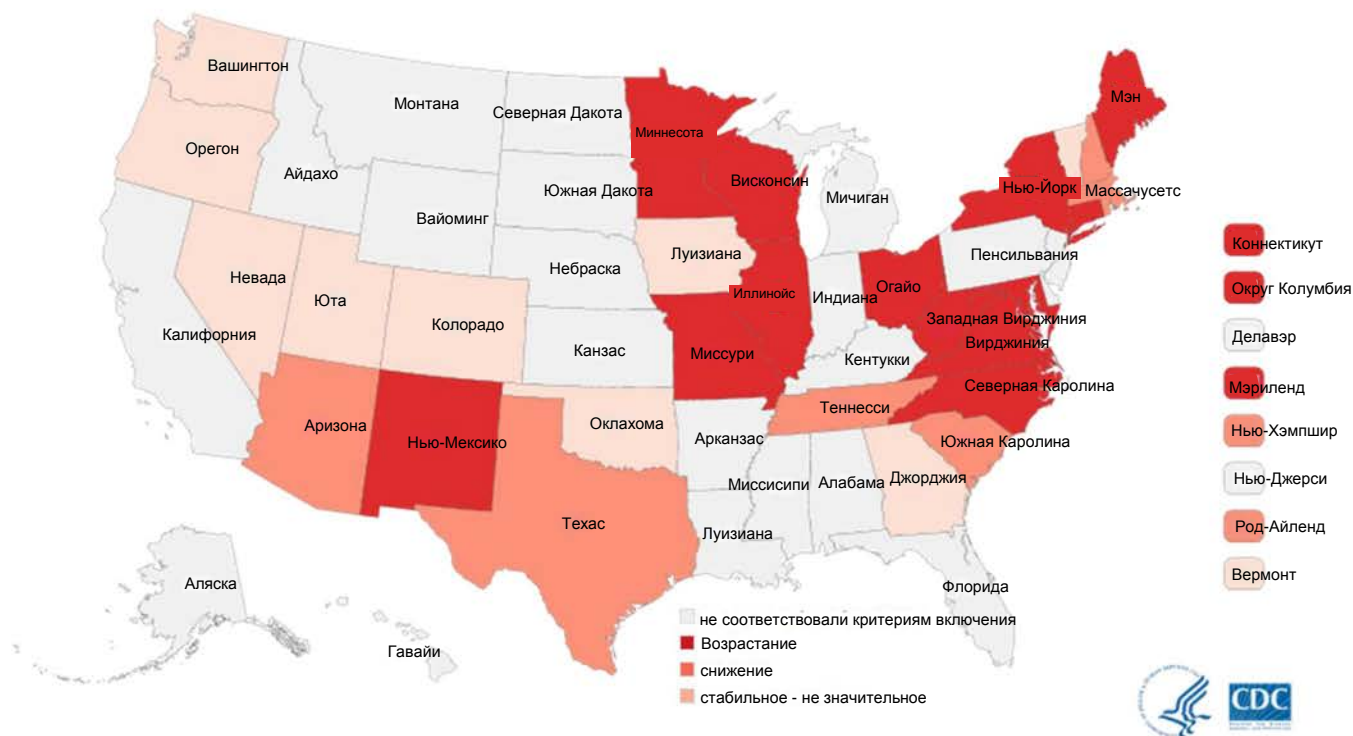 Вашингтон
Монтана
Северная Дакота
Миннесота
Мэн
Орегон
Айдахо
Южная Дакота
Висконсин
Мичиган
Нью-Йорк
Массачусетс
Вайоминг
Небраска
Луизиана
Пенсильвания
Невада
Юта
Колорадо
Иллинойс
Индиана
Огайо
Западная Вирджиния
Калифорния
Канзас
Миссури
Кентукки
Вирджиния
Северная Каролина
Аризона
Нью-Мексико
Оклахома
Арканзас
Теннесси
Южная Каролина
Техас
Луизиана
Миссисипи
Алабама
Джорджия
Аляска
Гавайи
Флорида
Коннектикут
Округ Колумбия
Делавэр
Мэриленд
Нью-Хэмпшир
Нью-Джерси
Род-Айленд
Вермонт
не соответствовали критериям включения
Возрастание
снижение
стабильное - не значительное
CDC